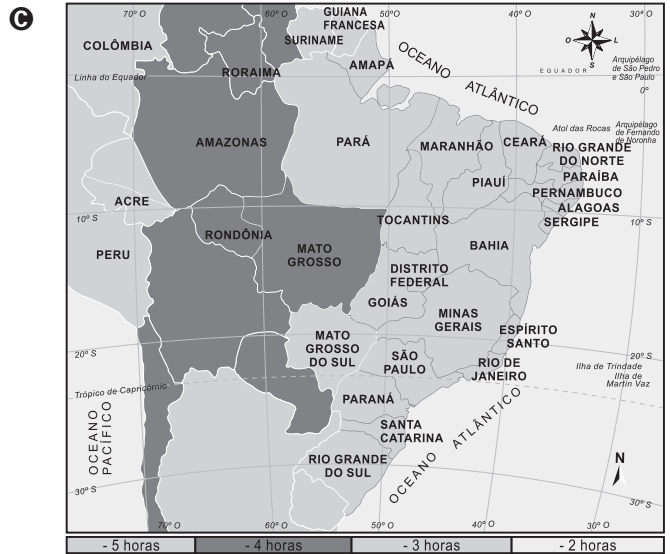 C
70º O
50º O
30º O
GUIANA
FRANCESA
SURINAME
COLÔMBIA
N
O
L
S
OCEANO ATLÂNTICO
AMAPÁ
RORAIMA
Linha do Equador
EQUADOR
Arquipélago
de São Pedro
e São Paulo
0º
AMAZONAS
PARÁ
MARANHÃO
CEARÁ
Atol das Rocas
Arquipélago
de Fernando
de Noronha
RIO GRANDE
DO NORTE
PARAÍBA
PIAUÍ
PERNAMBUCO
ALAGOAS
SERGIPE
ACRE
10º S
10º S
TOCANTINS
RONDÔNIA
MATO
GROSSO
BAHIA
PERU
DISTRITO
FEDERAL
GOIÁS
MINAS
GERAIS
ESPÍRITO
SANTO
MATO
GROSSO
DO SUL
SÃO
PAULO
RIO DE
JANEIRO
20º S
20º S
Ilha de Trindade
Ilha de
Martin Vaz
Trópico de Capricórnio
PARANÁ
SANTA
CATARINA
RIO GRANDE
DO SUL
OCEANO
PACÍFICO
OCEANO ATLÂNTICO
N
30º S
30º S
70º O
60º O
50º O
40º O
30º O
- 5 horas
- 4 horas
- 3 horas
- 2 horas